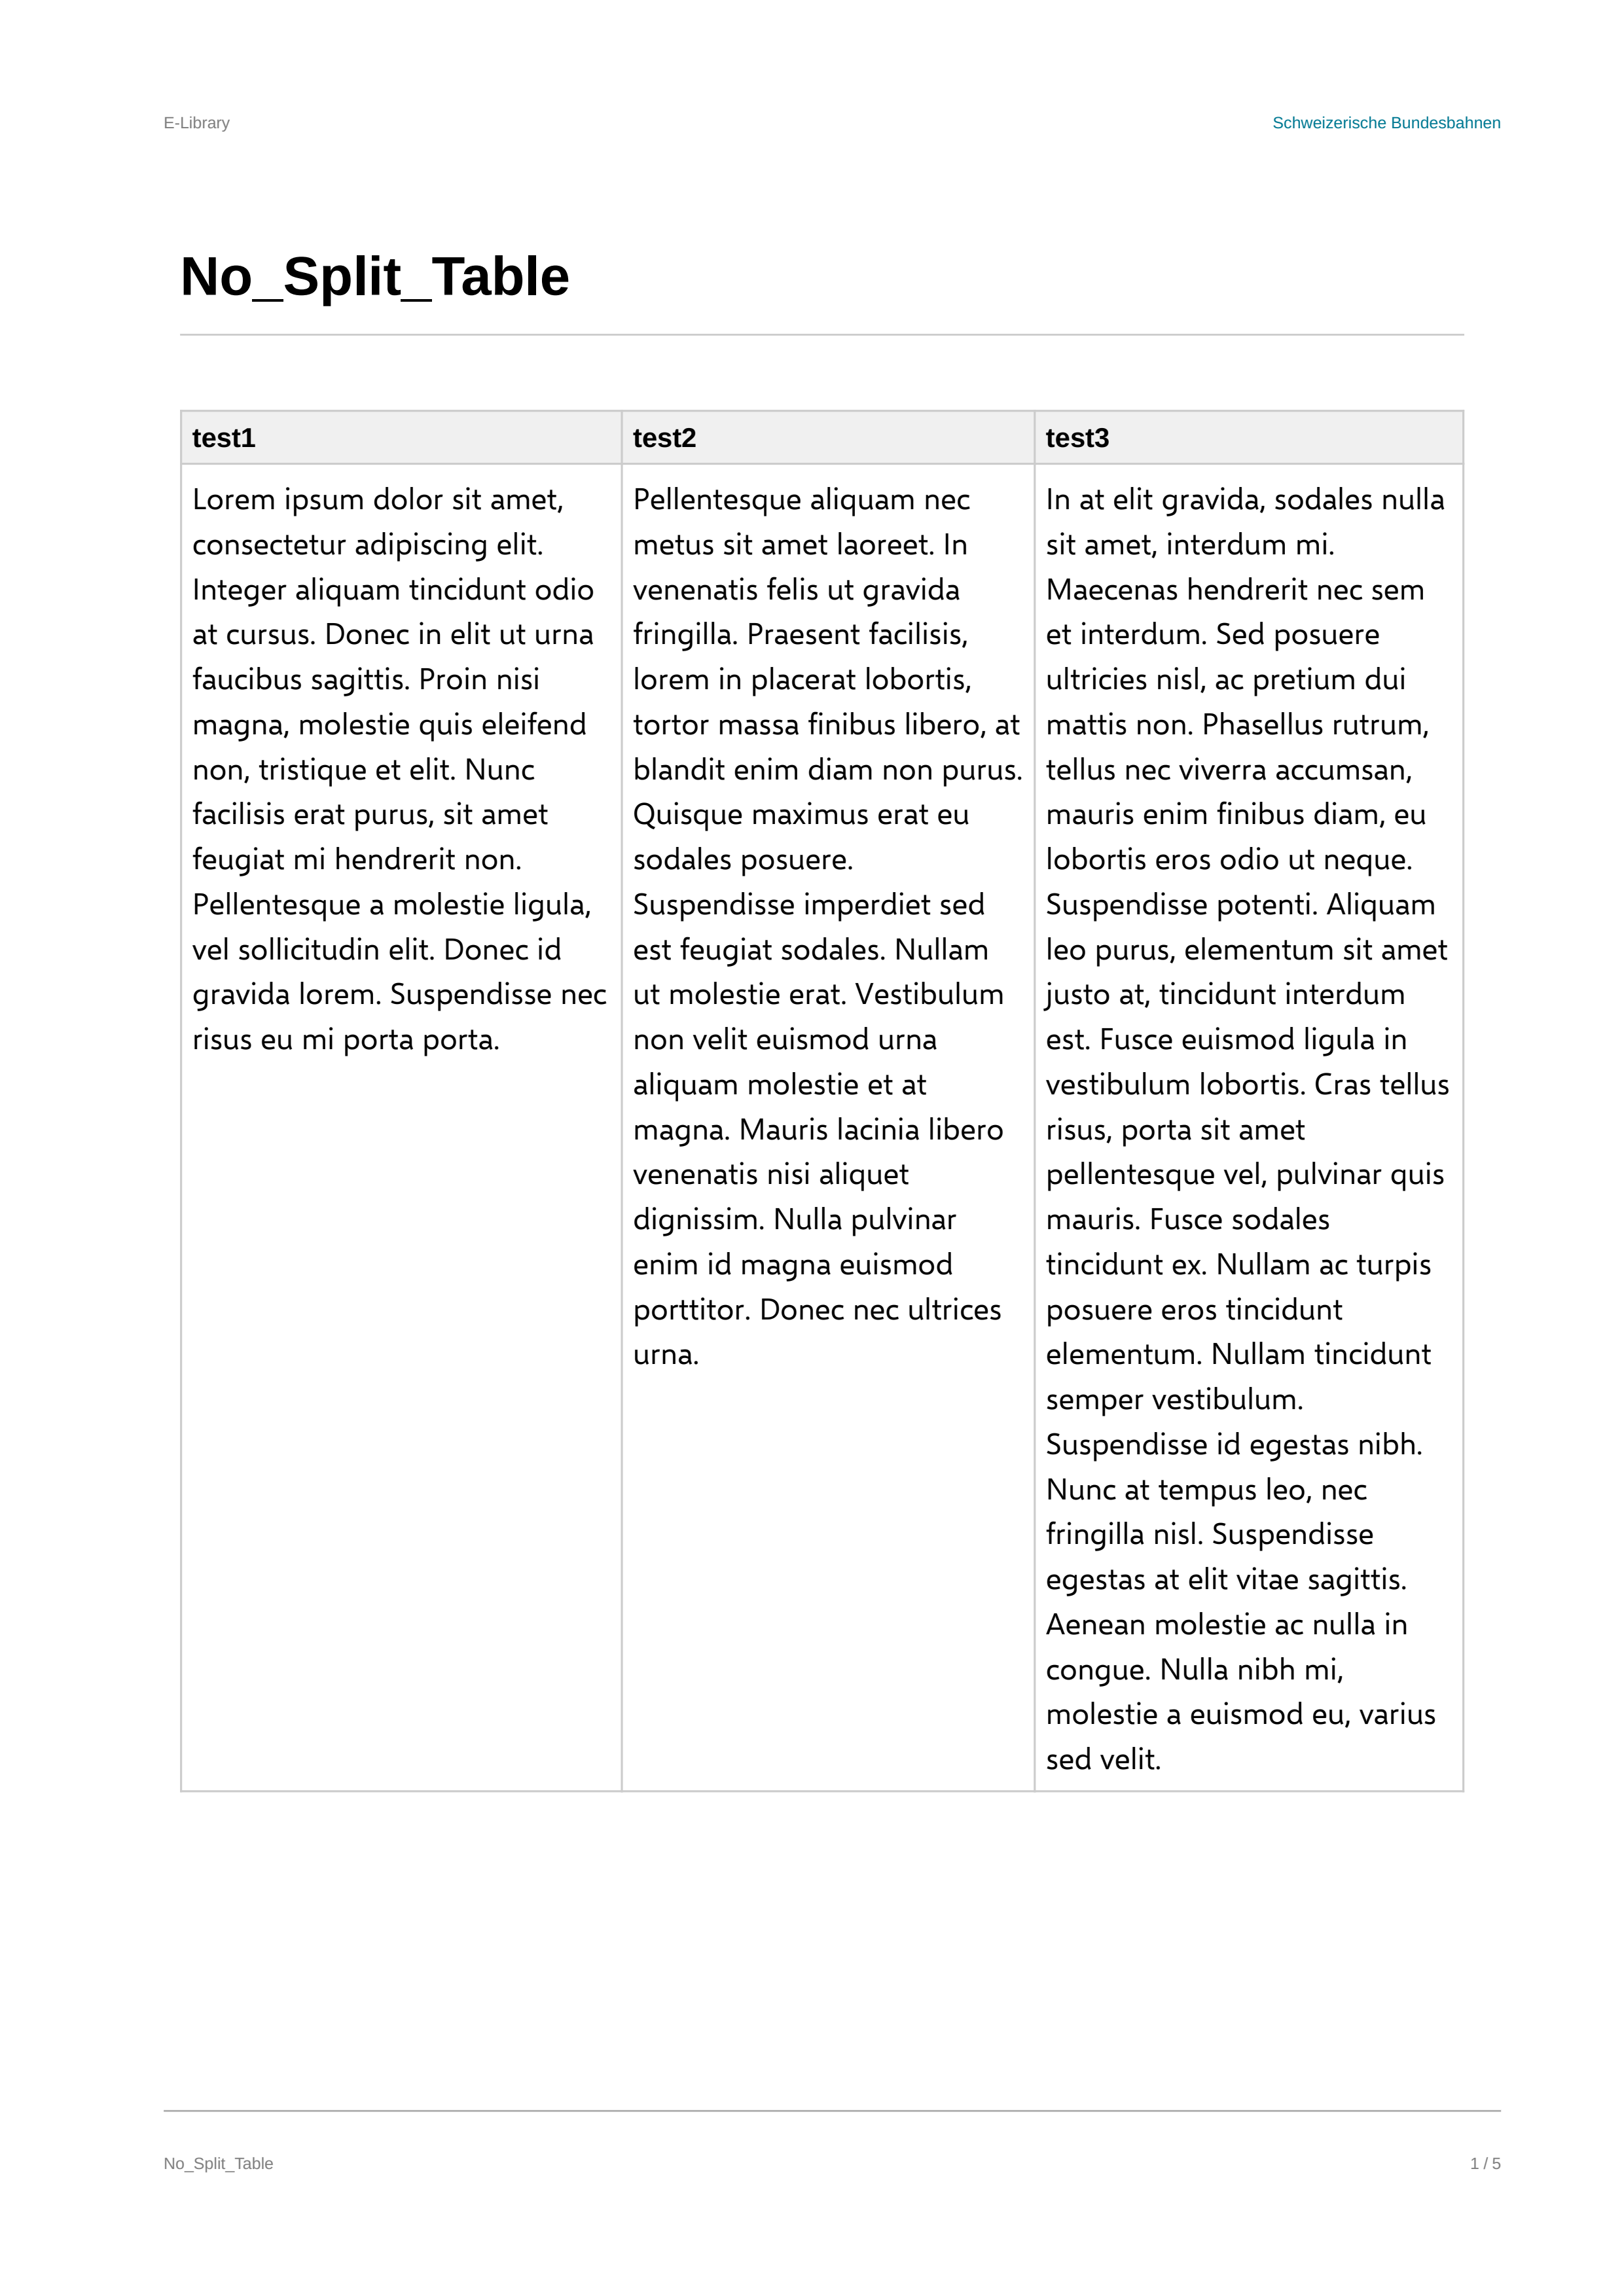 E-Library
Schweizerische Bundesbahnen
No_Split_Table
test1
test2
test3
Lorem ipsum dolor sit amet,
consectetur adipiscing elit.
Integer aliquam tincidunt odio
at cursus. Donec in elit ut urna
faucibus sagittis. Proin nisi
magna, molestie quis eleifend
non, tristique et elit. Nunc
facilisis erat purus, sit amet
feugiat mi hendrerit non.
Pellentesque a molestie ligula,
vel sollicitudin elit. Donec id
gravida lorem. Suspendisse nec
risus eu mi porta porta.
Pellentesque aliquam nec
metus sit amet laoreet. In
venenatis felis ut gravida
fringilla. Praesent facilisis,
lorem in placerat lobortis,
tortor massa finibus libero, at
blandit enim diam non purus.
Quisque maximus erat eu
sodales posuere.
Suspendisse imperdiet sed
est feugiat sodales. Nullam
ut molestie erat. Vestibulum
non velit euismod urna
aliquam molestie et at
magna. Mauris lacinia libero
venenatis nisi aliquet
dignissim. Nulla pulvinar
enim id magna euismod
porttitor. Donec nec ultrices
urna.
In at elit gravida, sodales nulla
sit amet, interdum mi.
Maecenas hendrerit nec sem
et interdum. Sed posuere
ultricies nisl, ac pretium dui
mattis non. Phasellus rutrum,
tellus nec viverra accumsan,
mauris enim finibus diam, eu
lobortis eros odio ut neque.
Suspendisse potenti. Aliquam
leo purus, elementum sit amet
justo at, tincidunt interdum
est. Fusce euismod ligula in
vestibulum lobortis. Cras tellus
risus, porta sit amet
pellentesque vel, pulvinar quis
mauris. Fusce sodales
tincidunt ex. Nullam ac turpis
posuere eros tincidunt
elementum. Nullam tincidunt
semper vestibulum.
Suspendisse id egestas nibh.
Nunc at tempus leo, nec
fringilla nisl. Suspendisse
egestas at elit vitae sagittis.
Aenean molestie ac nulla in
congue. Nulla nibh mi,
molestie a euismod eu, varius
sed velit.
No_Split_Table
1 / 5